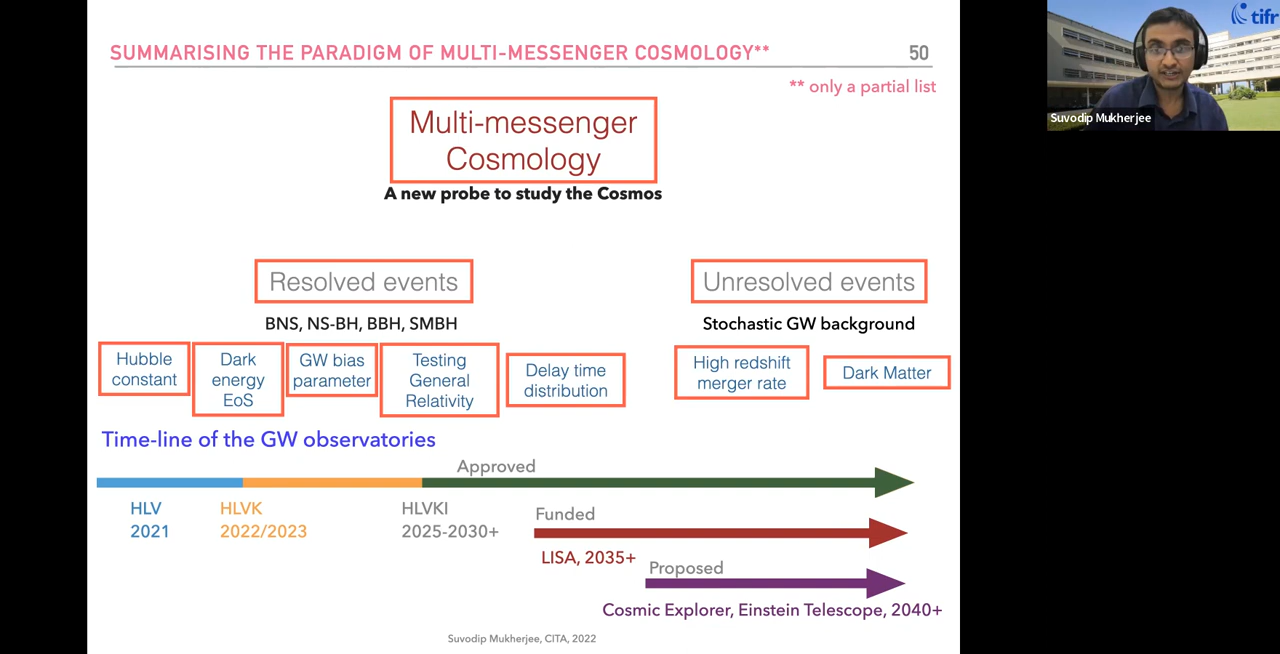 SUMMARISING THE PARADIGM OF MULTI-MESSENGER COSMOLOGY**
50
** only a partial list
Multi-messenger
Cosmology
A new probe to study the Cosmos
Resolved events
BNS, NS-BH, BBH, SMBH
Hubble
constant
Dark
energy
EoS
GW bias
parameter
Testing
General
Relativity
Delay time
distribution
Unresolved events
Stochastic GW background
High redshift
merger rate
Dark Matter
Time-line of the GW observatories
Approved
HLV
2021
HLVK
2022/2023
HLVKI
2025-2030+
Funded
LISA, 2035+
Proposed
Cosmic Explorer, Einstein Telescope, 2040+
Suvodip Mukherjee, CITA, 2022
tifr
Suvodip Mukherjee